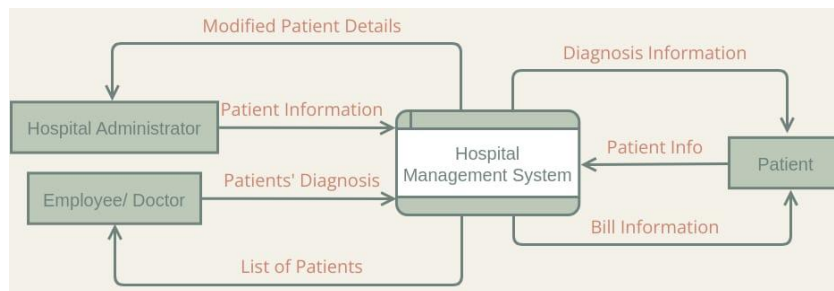 Modified Patient Details
Diagnosis Information
Patient Information
Hospital Administrator
Patient Info
Hospital
Management System
Patient
Patients' Diagnosis
Employee/ Doctor
Bill Information
List of Patients